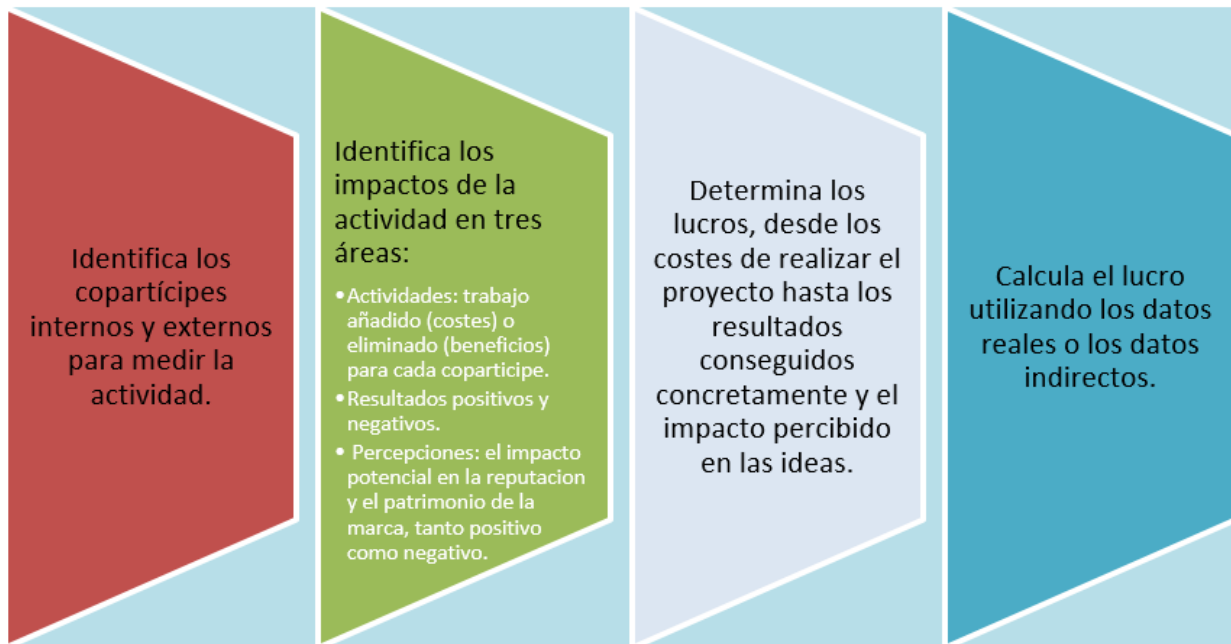 Identifica los
copartícipes
internos y externos
para medir la
actividad.
Identifica los
impactos de la
actividad en tres
áreas:
•Actividades: trabajo
añadido (costes) o
eliminado (beneficios)
para cada coparticipe.
•Resultados positivos y
negativos.
• Percepciones: el impacto
potencial en la reputacion
y el patrimonio de la
marca, tanto positivo
como negativo.
Determina los
lucros, desde los
costes de realizar el
proyecto hasta los
resultados
conseguidos
concretamente y el
impacto percibido
en las ideas.
Calcula el lucro
utilizando los datos
reales o los datos
indirectos.